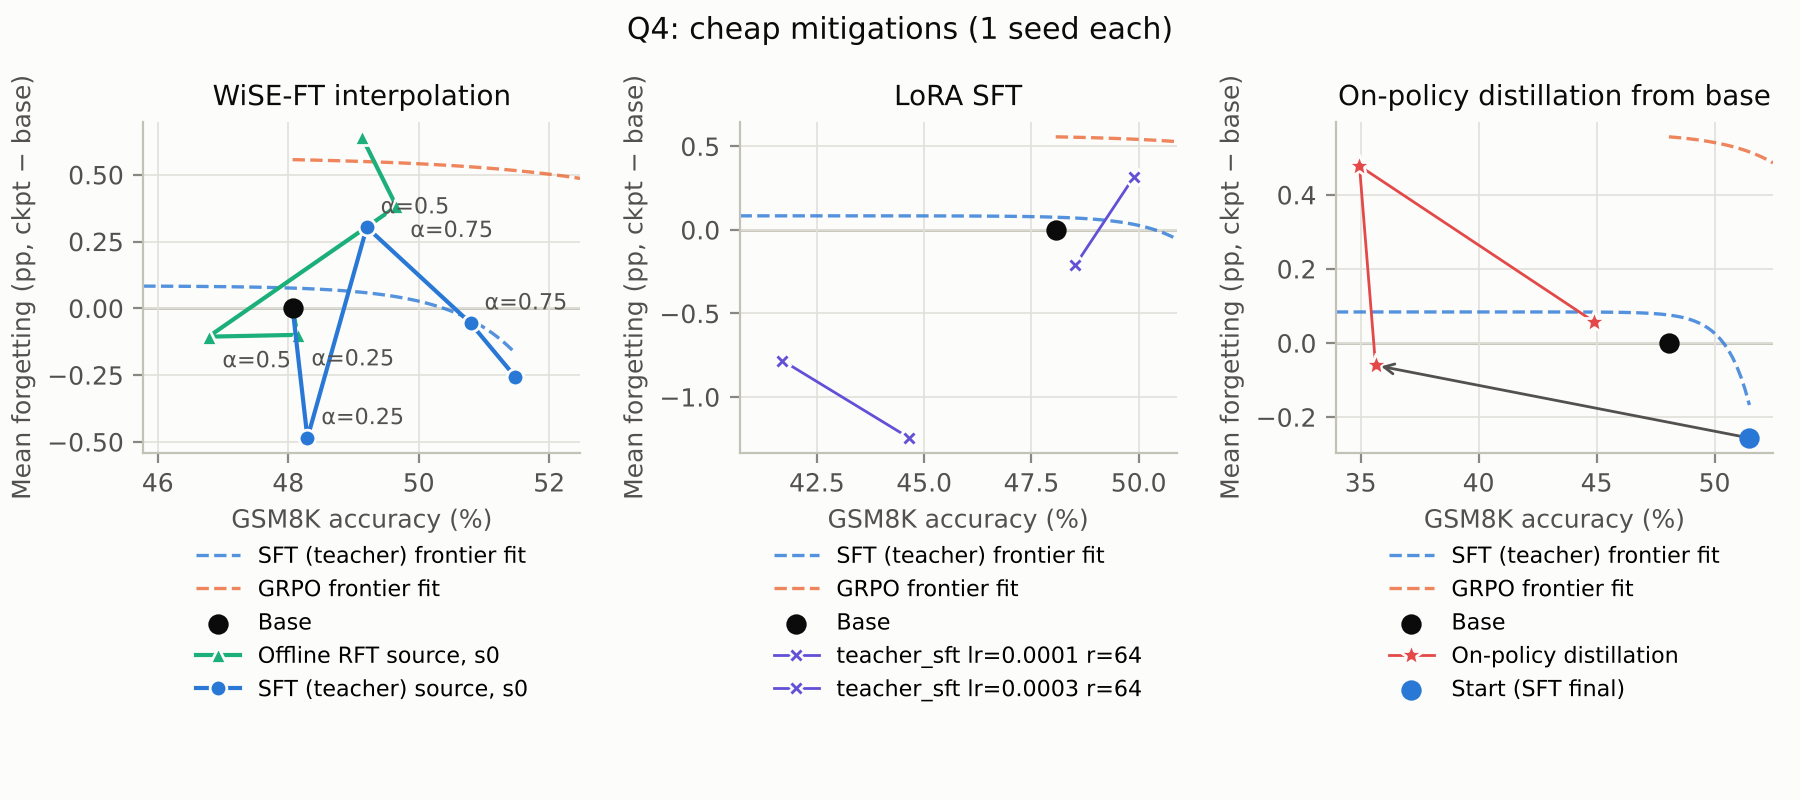 Q4: cheap mitigations (1 seed each)
WiSE-FT interpolation
Mean forgetting (pp, ckpt − base)
0.50
0.25
0.00
−0.25
−0.50
α=0.5
α=0.75
α=0.75
α=0.5
α=0.25
α=0.25
46
48
50
52
GSM8K accuracy (%)
SFT (teacher) frontier fit
GRPO frontier fit
Base
Offline RFT source, s0
SFT (teacher) source, s0
LoRA SFT
Mean forgetting (pp, ckpt − base)
0.5
0.0
−0.5
−1.0
42.5
45.0
47.5
50.0
GSM8K accuracy (%)
SFT (teacher) frontier fit
GRPO frontier fit
Base
teacher_sft lr=0.0001 r=64
teacher_sft lr=0.0003 r=64
On-policy distillation from base
Mean forgetting (pp, ckpt − base)
0.4
0.2
0.0
−0.2
35
40
45
50
GSM8K accuracy (%)
SFT (teacher) frontier fit
GRPO frontier fit
Base
On-policy distillation
Start (SFT final)